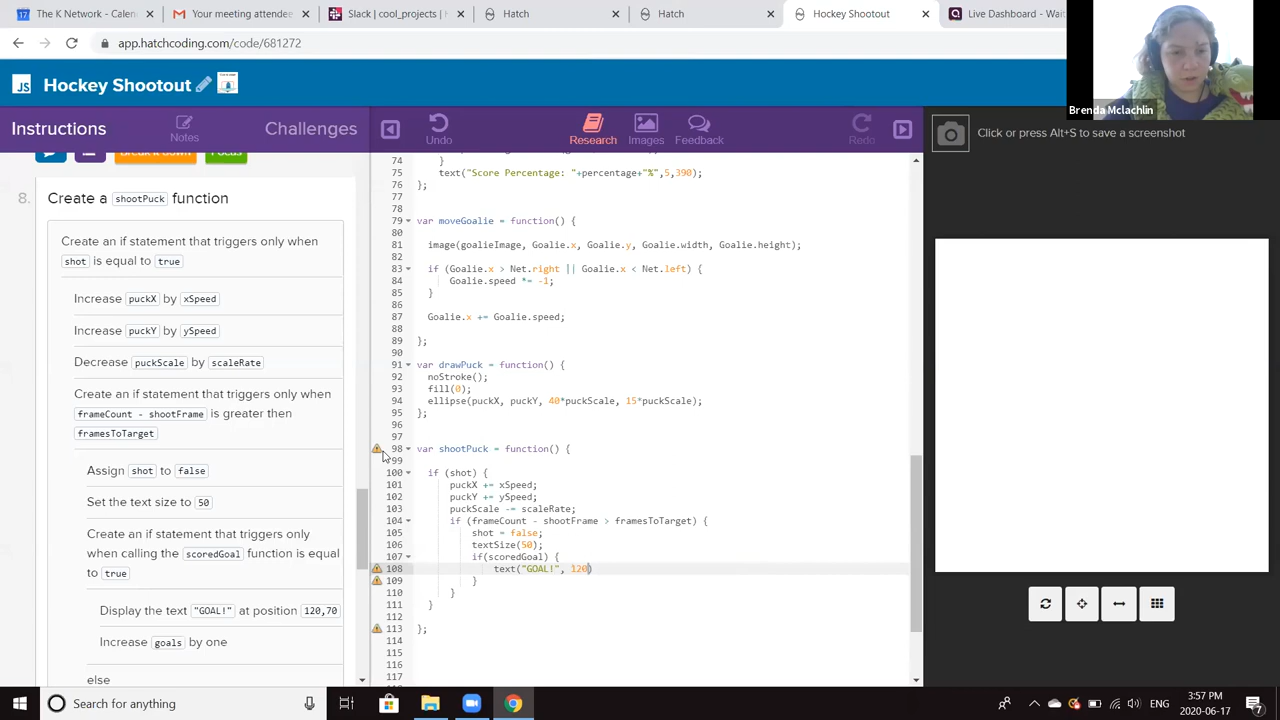 17 The K Network - Calen
Your meeting attendee
Slack | cool_projects | H
Hatch
Hatch
Hockey Shootout
Live Dashboard - Wait
app.hatchcoding.com/code/681272
Brenda Mclachlin
JS Hockey Shootout
Instructions
Notes
Challenges
Undo
Research
Images
Feedback
Redo
Click or press Alt+S to save a screenshot
8. Create a shootPuck function
Create an if statement that triggers only when
shot is equal to true
Increase puckX by xSpeed
Increase puckY by ySpeed
Decrease puckScale by scaleRate
Create an if statement that triggers only when
frameCount - shootFrame is greater then
framesToTarget
Assign shot to false
Set the text size to 50
Create an if statement that triggers only
when calling the scoredGoal function is equal
to true
Display the text "GOAL!" at position 120,70
Increase goals by one
else
74 }
75 text("Score Percentage: "+percentage+"%",5,390);
76 };
77
78
79 var moveGoalie = function() {
80
81 image(goalieImage, Goalie.x, Goalie.y, Goalie.width, Goalie.height);
82
83 if (Goalie.x > Net.right || Goalie.x < Net.left) {
84 Goalie.speed *= -1;
85 }
86
87 Goalie.x += Goalie.speed;
88
89 };
90
91 var drawPuck = function() {
92 noStroke();
93 fill(0);
94 ellipse(puckX, puckY, 40*puckScale, 15*puckScale);
95 };
96
97
98 var shootPuck = function() {
99
100 if (shot) {
101 puckX += xSpeed;
102 puckY += ySpeed;
103 puckScale -= scaleRate;
104 if (frameCount - shootFrame > framesToTarget) {
105 shot = false;
106 textSize(50);
107 if(scoredGoal) {
108 text("GOAL!", 120)
109 }
110 }
111 }
112
113 };
114
115
116
117
Search for anything
ENG
3:57 PM
2020-06-17
7